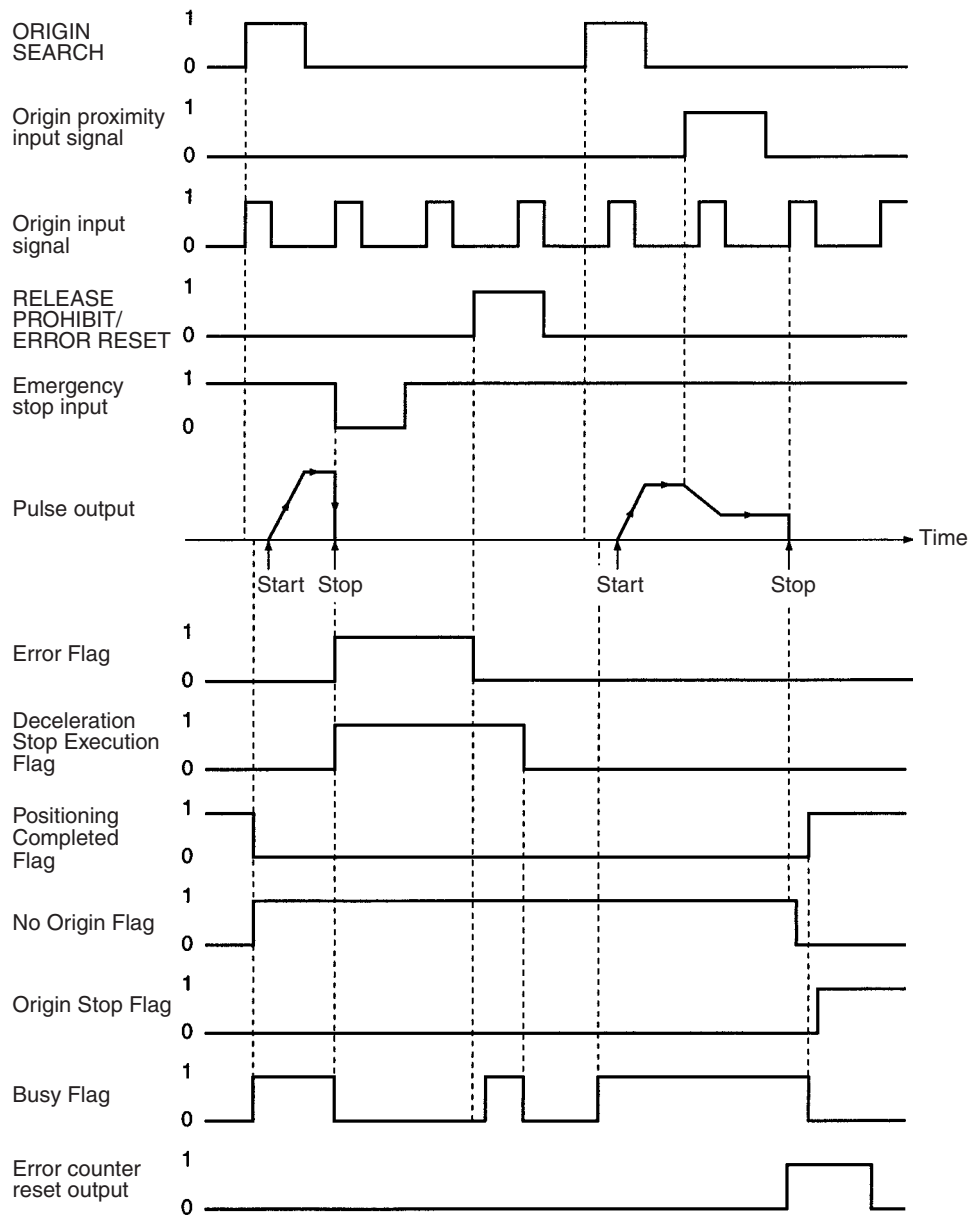 ORIGIN
SEARCH
1
0
Origin proximity
input signal
1
0
Origin input
signal
1
0
RELEASE
PROHIBIT/
ERROR RESET
1
0
Emergency
stop input
1
0
Pulse output
Time
Start
Stop
Start
Stop
Error Flag
1
0
Deceleration
Stop Execution
Flag
1
0
Positioning
Completed
Flag
1
0
No Origin Flag
1
0
Origin Stop Flag
1
0
Busy Flag
1
0
Error counter
reset output
1
0